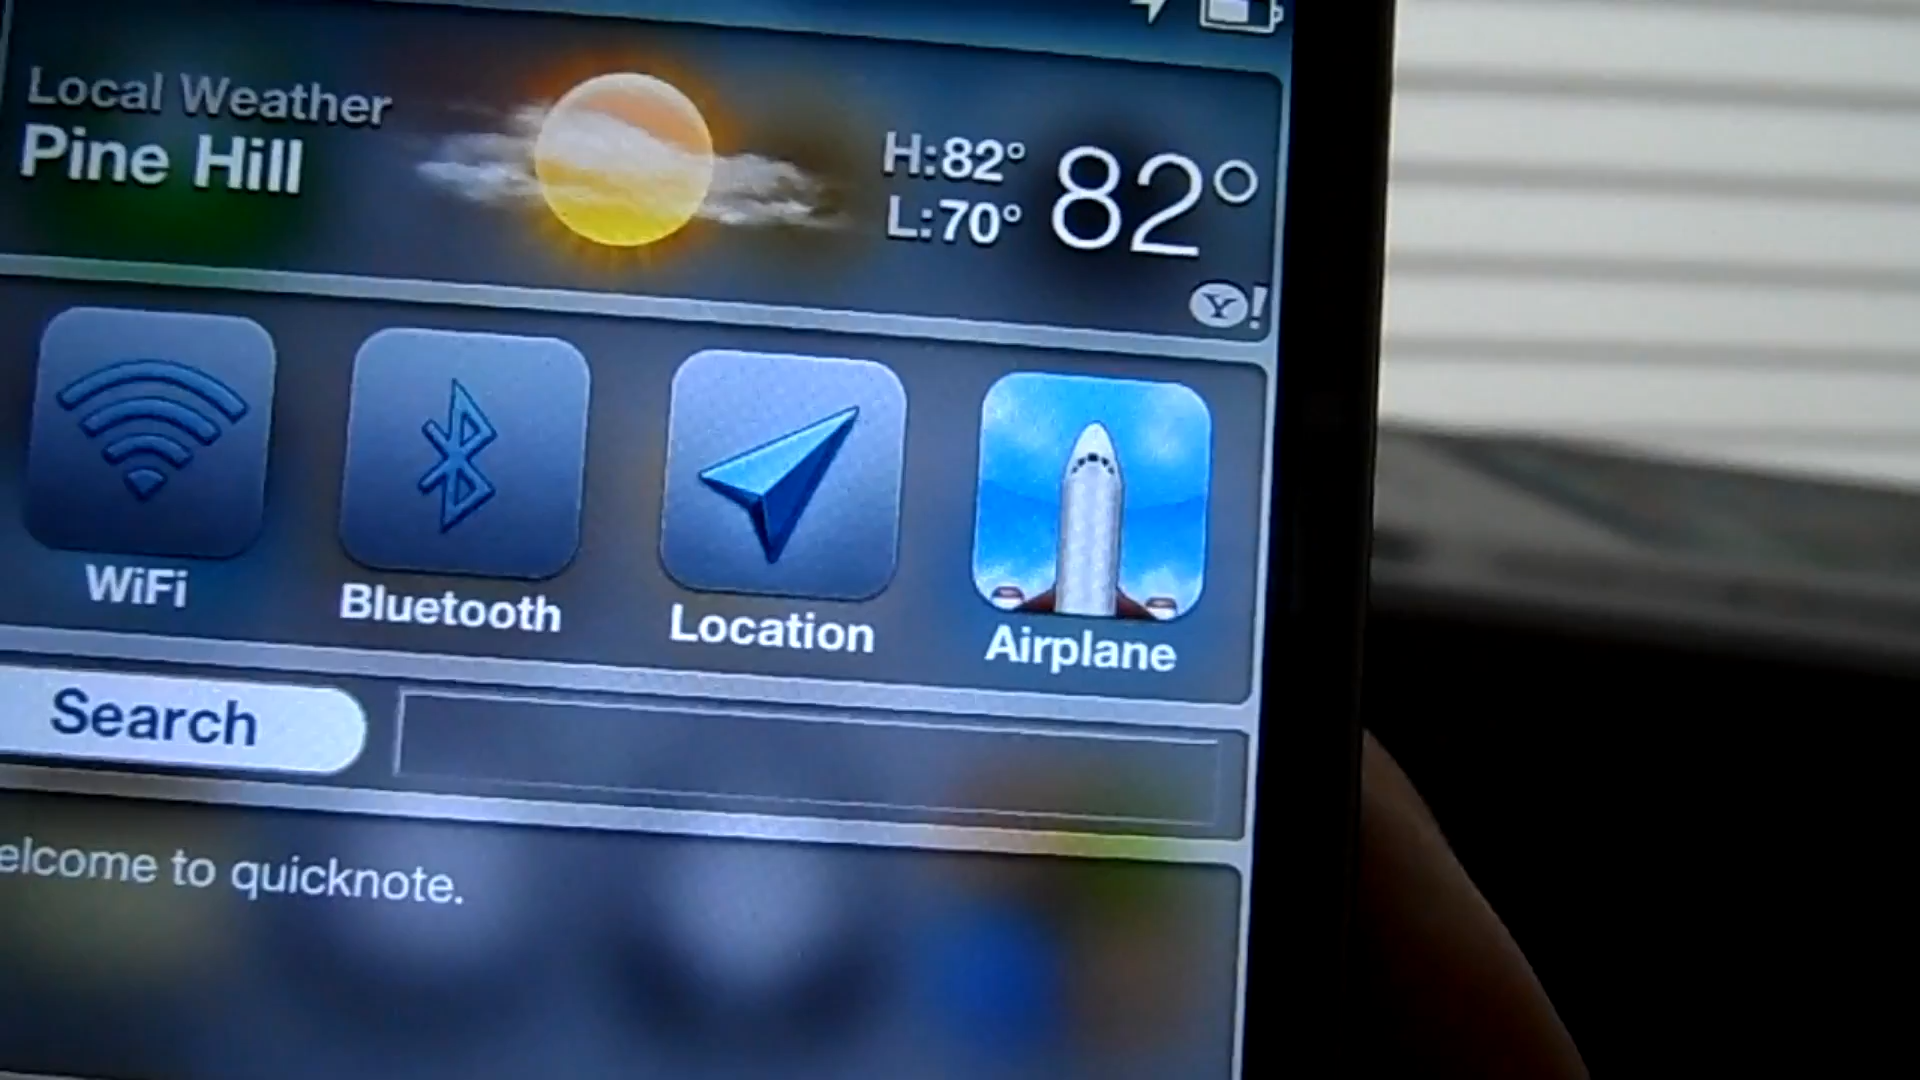 Local Weather
Pine Hill
H:82°
L:70°
82°
Y!
WiFi
Bluetooth
Location
Airplane
Search
elcome to quicknote.